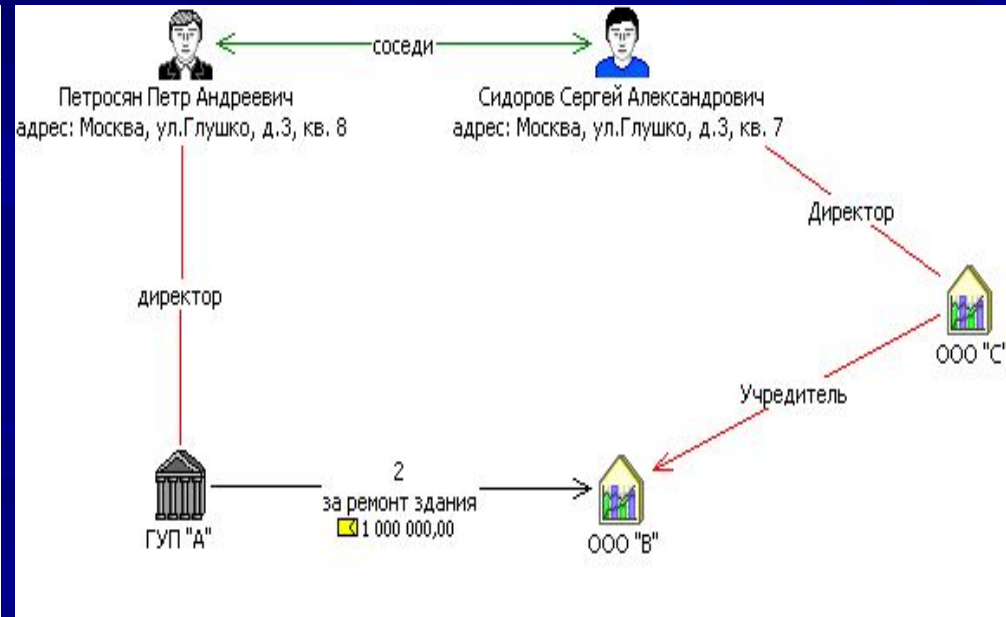 соседи
Петросян Петр Андреевич
адрес: Москва, ул.Глушко, д.3, кв. 8
Сидоров Сергей Александрович
адрес: Москва, ул.Глушко, д.3, кв. 7
Директор
директор
ООО "С"
Учредитель
2
за ремонт здания
1 000 000,00
ГУП "А"
ООО "В"